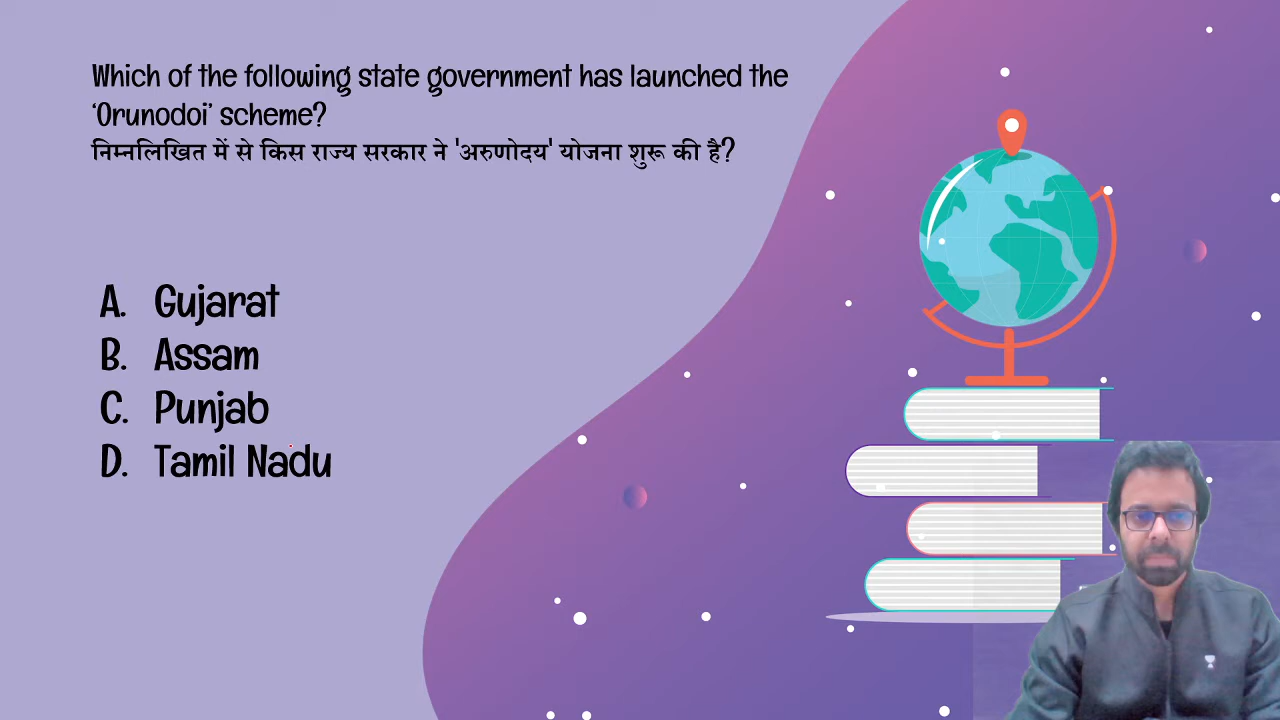 Which of the following state government has launched the
‘Orunodoi’ scheme?
निम्नलिखित में से किस राज्य सरकार ने 'अरुणोदय' योजना शुरू की है?
A. Gujarat
B. Assam
C. Punjab
D. Tamil Nadu